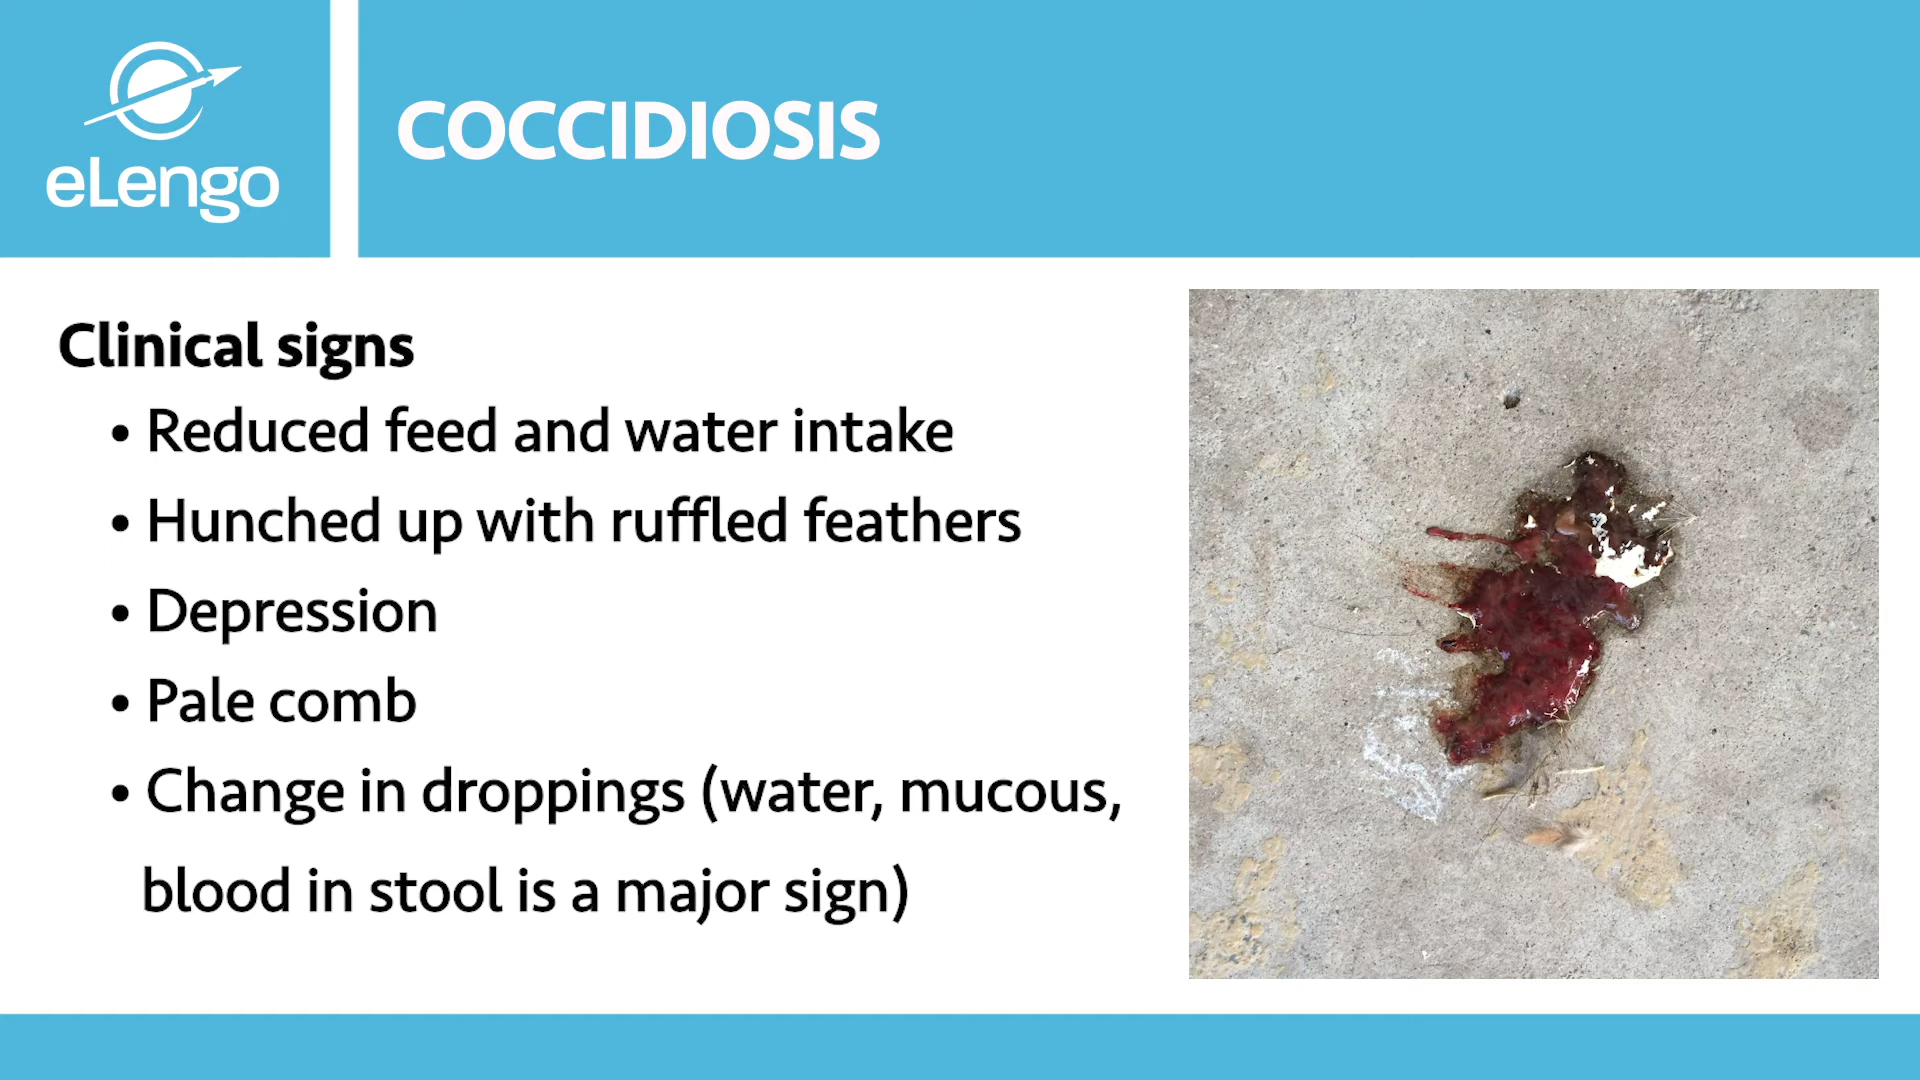 eLengo
COCCIDIOSIS
Clinical signs
• Reduced feed and water intake
• Hunched up with ruffled feathers
• Depression
• Pale comb
• Change in droppings (water, mucous,
blood in stool is a major sign)